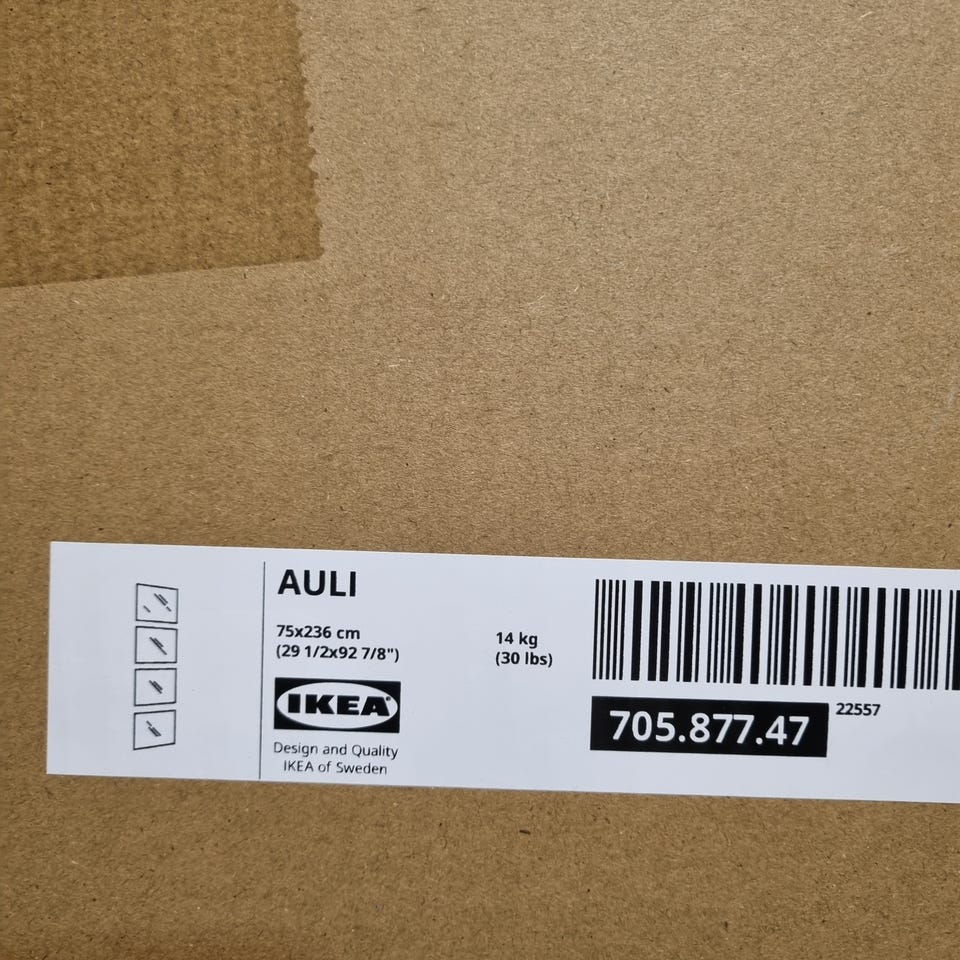 AULI
75x236 cm
(29 1/2x92 7/8")
14 kg
(30 lbs)
IKEA®
Design and Quality
IKEA of Sweden
705.877.47
22557